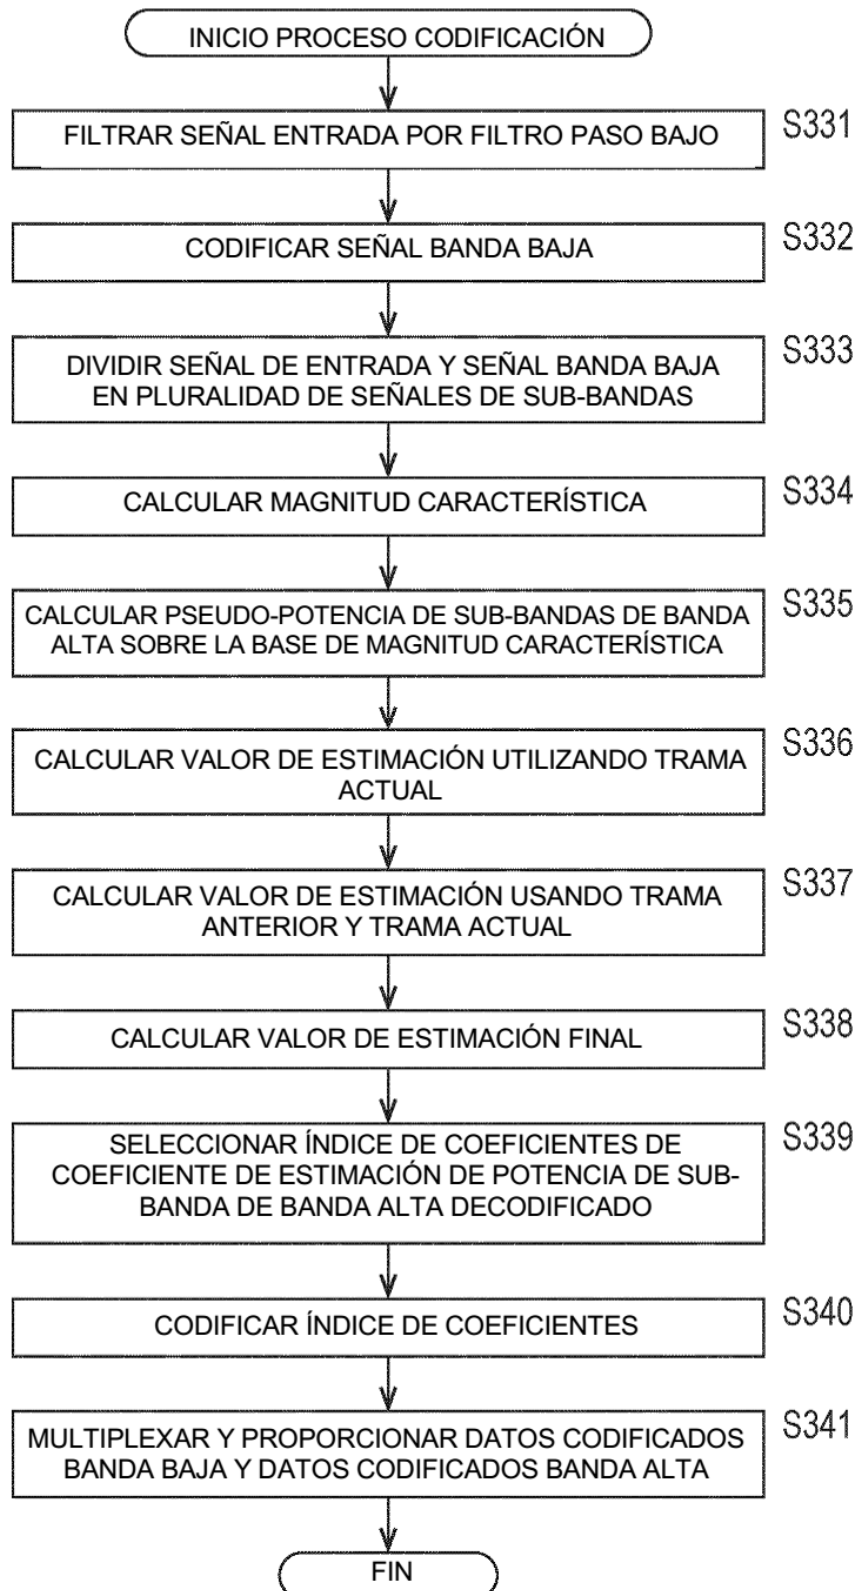 INICIO PROCESO CODIFICACIÓN
FILTRAR SEÑAL ENTRADA POR FILTRO PASO BAJO
S331
CODIFICAR SEÑAL BANDA BAJA
S332
DIVIDIR SEÑAL DE ENTRADA Y SEÑAL BANDA BAJA
EN PLURALIDAD DE SEÑALES DE SUB-BANDAS
S333
CALCULAR MAGNITUD CARACTERÍSTICA
S334
CALCULAR PSEUDO-POTENCIA DE SUB-BANDAS DE BANDA
ALTA SOBRE LA BASE DE MAGNITUD CARACTERÍSTICA
S335
CALCULAR VALOR DE ESTIMACIÓN UTILIZANDO TRAMA
ACTUAL
S336
CALCULAR VALOR DE ESTIMACIÓN USANDO TRAMA
ANTERIOR Y TRAMA ACTUAL
S337
CALCULAR VALOR DE ESTIMACIÓN FINAL
S338
SELECCIONAR ÍNDICE DE COEFICIENTES DE
COEFICIENTE DE ESTIMACIÓN DE POTENCIA DE SUB-
BANDA DE BANDA ALTA DECODIFICADO
S339
CODIFICAR ÍNDICE DE COEFICIENTES
S340
MULTIPLEXAR Y PROPORCIONAR DATOS CODIFICADOS
BANDA BAJA Y DATOS CODIFICADOS BANDA ALTA
S341
FIN